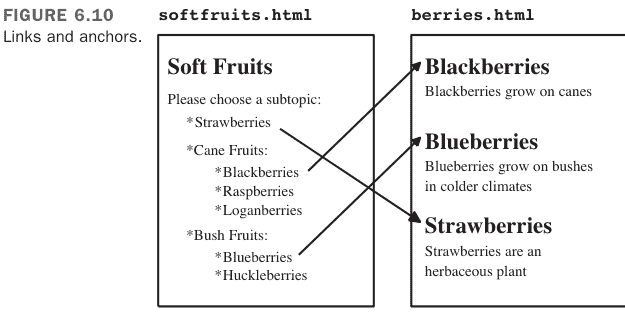 FIGURE 6.10
Links and anchors.
softfruits.html
Soft Fruits
Please choose a subtopic:
*Strawberries
*Cane Fruits:
*Blackberries
*Raspberries
*Loganberries
*Bush Fruits:
*Blueberries
*Huckleberries
berries.html
Blackberries
Blackberries grow on canes
Blueberries
Blueberries grow on bushes
in colder climates
Strawberries
Strawberries are an
herbaceous plant